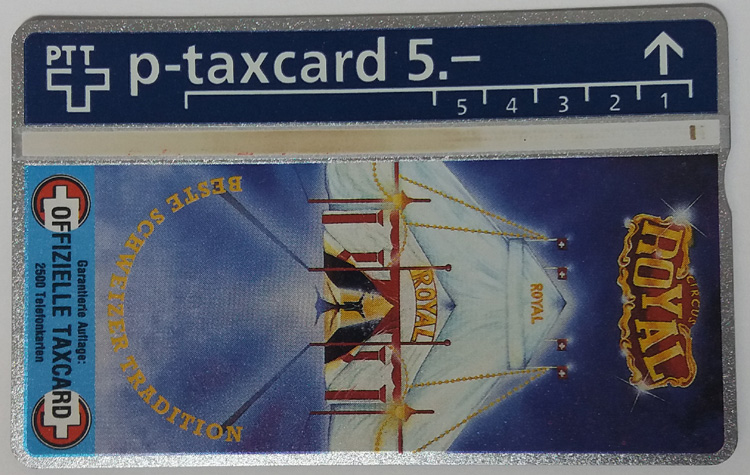 PTT
p-taxcard 5.–
5 4 3 2 1
CIRCUS
ROYAL
ROYAL
ROYAL
BESTE SCHWEIZER TRADITION
Garantierte Auflage:
2500 Telefonkarten
OFFIZIELLE TAXCARD